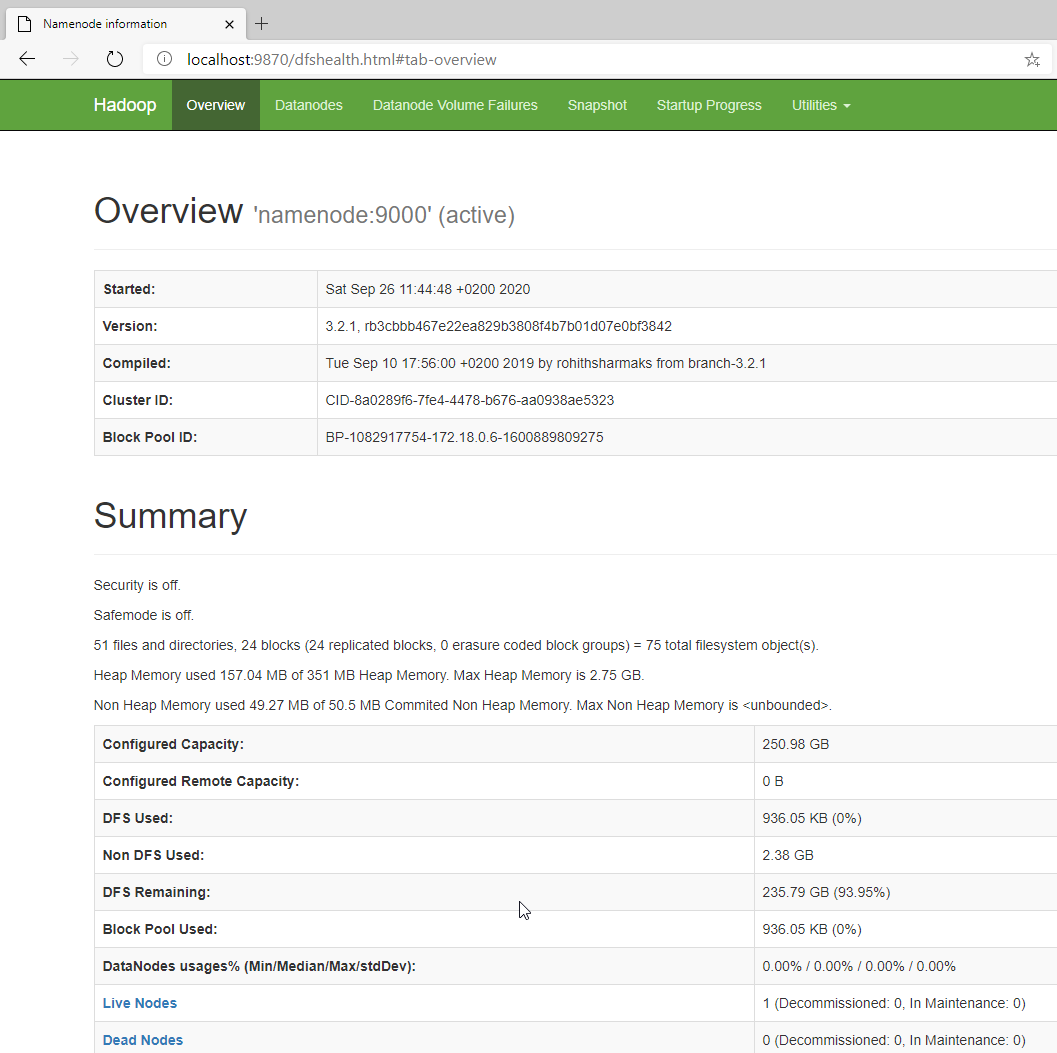 Namenode information
localhost:9870/dfshealth.html#tab-overview
Hadoop Overview Datanodes Datanode Volume Failures Snapshot Startup Progress Utilities
Overview 'namenode:9000' (active)
Started: Sat Sep 26 11:44:48 +0200 2020
Version: 3.2.1, rb3cbbb467e22ea829b3808f4b7b01d07e0bf3842
Compiled: Tue Sep 10 17:56:00 +0200 2019 by rohithsharmaks from branch-3.2.1
Cluster ID: CID-8a0289f6-7fe4-4478-b676-aa0938ae5323
Block Pool ID: BP-1082917754-172.18.0.6-1600889809275
Summary
Security is off.
Safemode is off.
51 files and directories, 24 blocks (24 replicated blocks, 0 erasure coded block groups) = 75 total filesystem object(s).
Heap Memory used 157.04 MB of 351 MB Heap Memory. Max Heap Memory is 2.75 GB.
Non Heap Memory used 49.27 MB of 50.5 MB Commited Non Heap Memory. Max Non Heap Memory is <unbounded>.
Configured Capacity: 250.98 GB
Configured Remote Capacity: 0 B
DFS Used: 936.05 KB (0%)
Non DFS Used: 2.38 GB
DFS Remaining: 235.79 GB (93.95%)
Block Pool Used: 936.05 KB (0%)
DataNodes usages% (Min/Median/Max/stdDev): 0.00% / 0.00% / 0.00% / 0.00%
Live Nodes 1 (Decommissioned: 0, In Maintenance: 0)
Dead Nodes 0 (Decommissioned: 0, In Maintenance: 0)